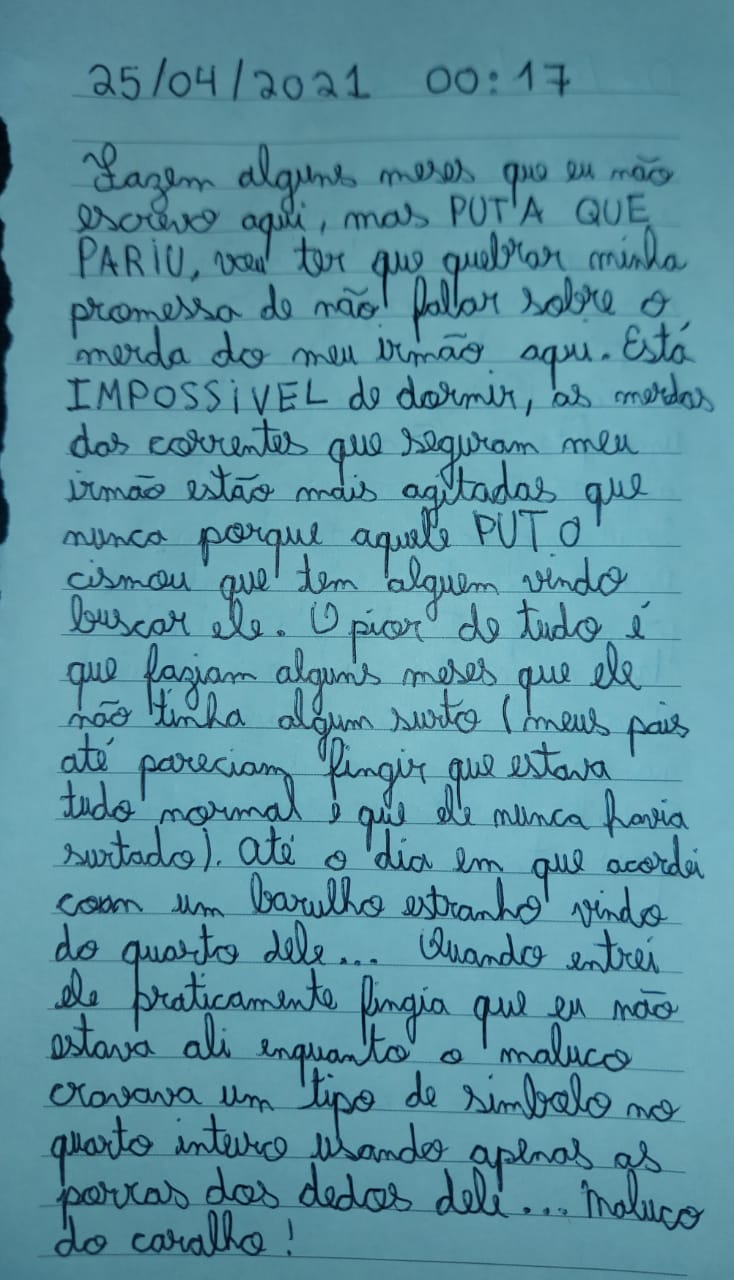 25/04/2021 00:17
Fazem alguns meses que eu não
escrevo aqui, mas PUTA QUE
PARIU, vou ter que quebrar minha
promessa de não falar sobre o
merda do meu irmão aqui. Está
IMPOSSÍVEL de dormir, as merdas
das correntes que seguram meu
irmão estão mais agitadas que
nunca porque aquele PUTO
cismou que tem alguem vindo
buscar ele. O pior de tudo é
que faziam alguns meses que ele
não tinha algum surto (meus pais
até pareciam fingir que estava
tudo normal e que ele nunca havia
surtado). até o dia em que acordei
com um barulho estranho vindo
do quarto dele... Quando entrei
ele praticamente fingia que eu não
estava ali enquanto o maluco
cravava um tipo de simbolo no
quarto inteiro usando apenas as
porras dos dedos dele... Maluco
do caralho!